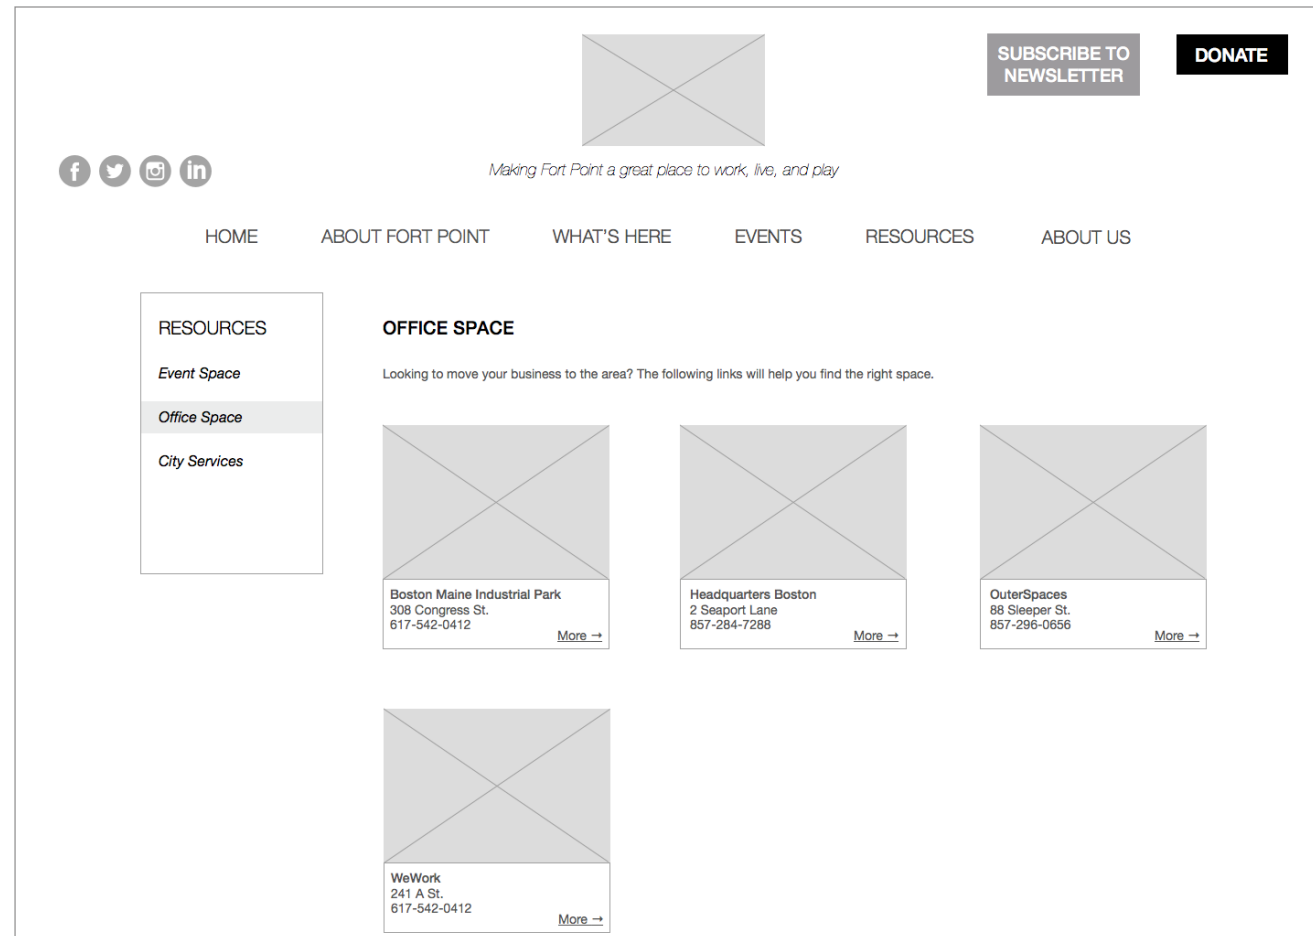 SUBSCRIBE TO
NEWSLETTER
DONATE
Making Fort Point a great place to work, live, and play
HOME
ABOUT FORT POINT
WHAT'S HERE
EVENTS
RESOURCES
ABOUT US
RESOURCES
Event Space
Office Space
City Services
OFFICE SPACE
Looking to move your business to the area? The following links will help you find the right space.
Boston Maine Industrial Park
308 Congress St.
617-542-0412
More →
Headquarters Boston
2 Seaport Lane
857-284-7288
More →
OuterSpaces
88 Sleeper St.
857-296-0656
More →
WeWork
241 A St.
617-542-0412
More →